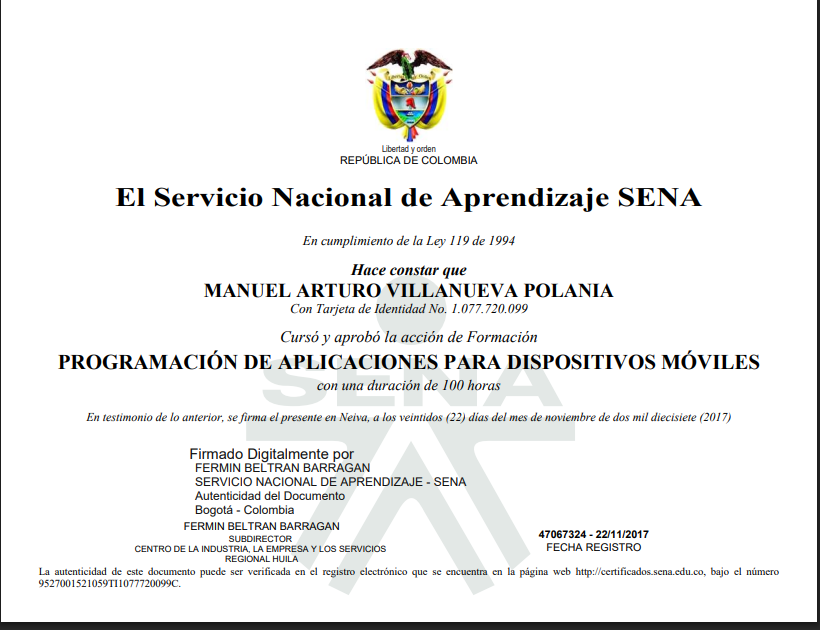 Libertad y orden
REPÚBLICA DE COLOMBIA
El Servicio Nacional de Aprendizaje SENA
En cumplimiento de la Ley 119 de 1994
Hace constar que
MANUEL ARTURO VILLANUEVA POLANIA
Con Tarjeta de Identidad No. 1.077.720.099
Cursó y aprobó la acción de Formación
PROGRAMACIÓN DE APLICACIONES PARA DISPOSITIVOS MÓVILES
con una duración de 100 horas
SENA
En testimonio de lo anterior, se firma el presente en Neiva, a los veintidos (22) días del mes de noviembre de dos mil diecisiete (2017)
Firmado Digitalmente por
FERMIN BELTRAN BARRAGAN
SERVICIO NACIONAL DE APRENDIZAJE - SENA
Autenticidad del Documento
Bogotá - Colombia
FERMIN BELTRAN BARRAGAN
SUBDIRECTOR
CENTRO DE LA INDUSTRIA, LA EMPRESA Y LOS SERVICIOS
REGIONAL HUILA
47067324 - 22/11/2017
FECHA REGISTRO
La autenticidad de este documento puede ser verificada en el registro electrónico que se encuentra en la página web http://certificados.sena.edu.co, bajo el número
9527001521059TI1077720099C.